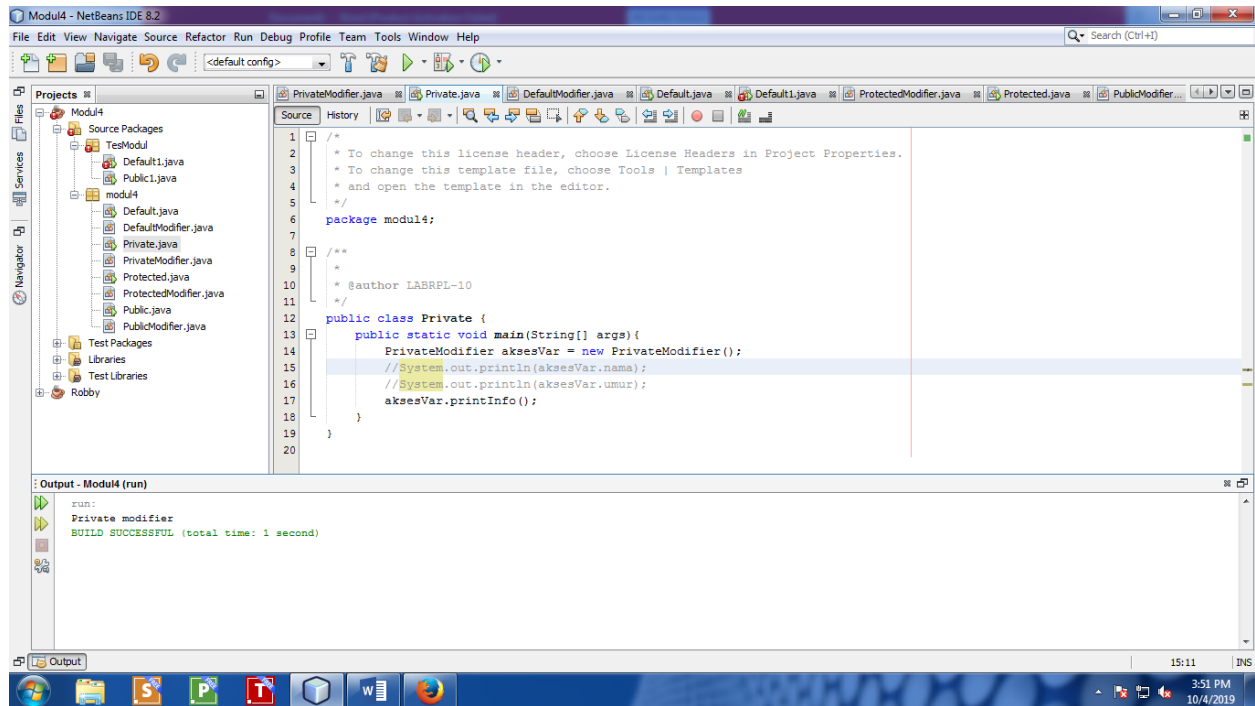 Modul4 - NetBeans IDE 8.2
File Edit View Navigate Source Refactor Run Debug Profile Team Tools Window Help
Search (Ctrl+I)
<default config>
Files
Services
Navigator
Projects
Modul4
Source Packages
TesModul
Default1.java
Public1.java
modul4
Default.java
DefaultModifier.java
Private.java
PrivateModifier.java
Protected.java
ProtectedModifier.java
Public.java
PublicModifier.java
Test Packages
Libraries
Test Libraries
Robby
PrivateModifier.java Private.java DefaultModifier.java Default.java Default1.java ProtectedModifier.java Protected.java PublicModifier...
Source History
1 /*
2 * To change this license header, choose License Headers in Project Properties.
3 * To change this template file, choose Tools | Templates
4 * and open the template in the editor.
5 */
6 package modul4;
7
8 /**
9 *
10 * @author LABRPL-10
11 */
12 public class Private {
13 public static void main(String[] args){
14 PrivateModifier aksesVar = new PrivateModifier();
15 //System.out.println(aksesVar.nama);
16 //System.out.println(aksesVar.umur);
17 aksesVar.printInfo();
18 }
19 }
20
Output - Modul4 (run)
run:
Private modifier
BUILD SUCCESSFUL (total time: 1 second)
Output
15:11 INS
S P T W
3:51 PM
10/4/2019